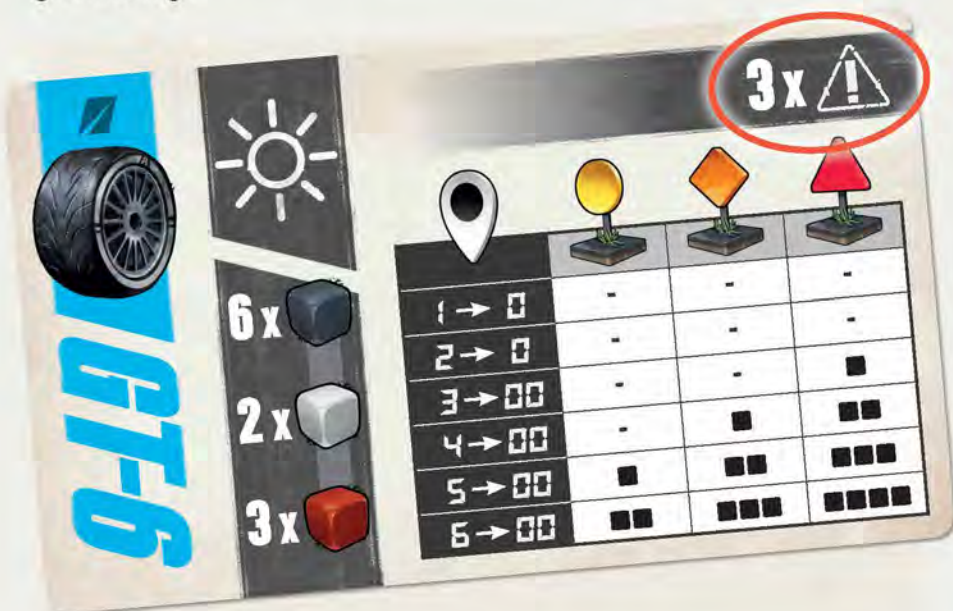 3x
GT-6
6x
2x
3x
1→0 - - -
2→0 - - -
3→00 - - ■
4→00 - ■ ■■
5→00 ■ ■■ ■■■
6→00 ■■ ■■■ ■■■■